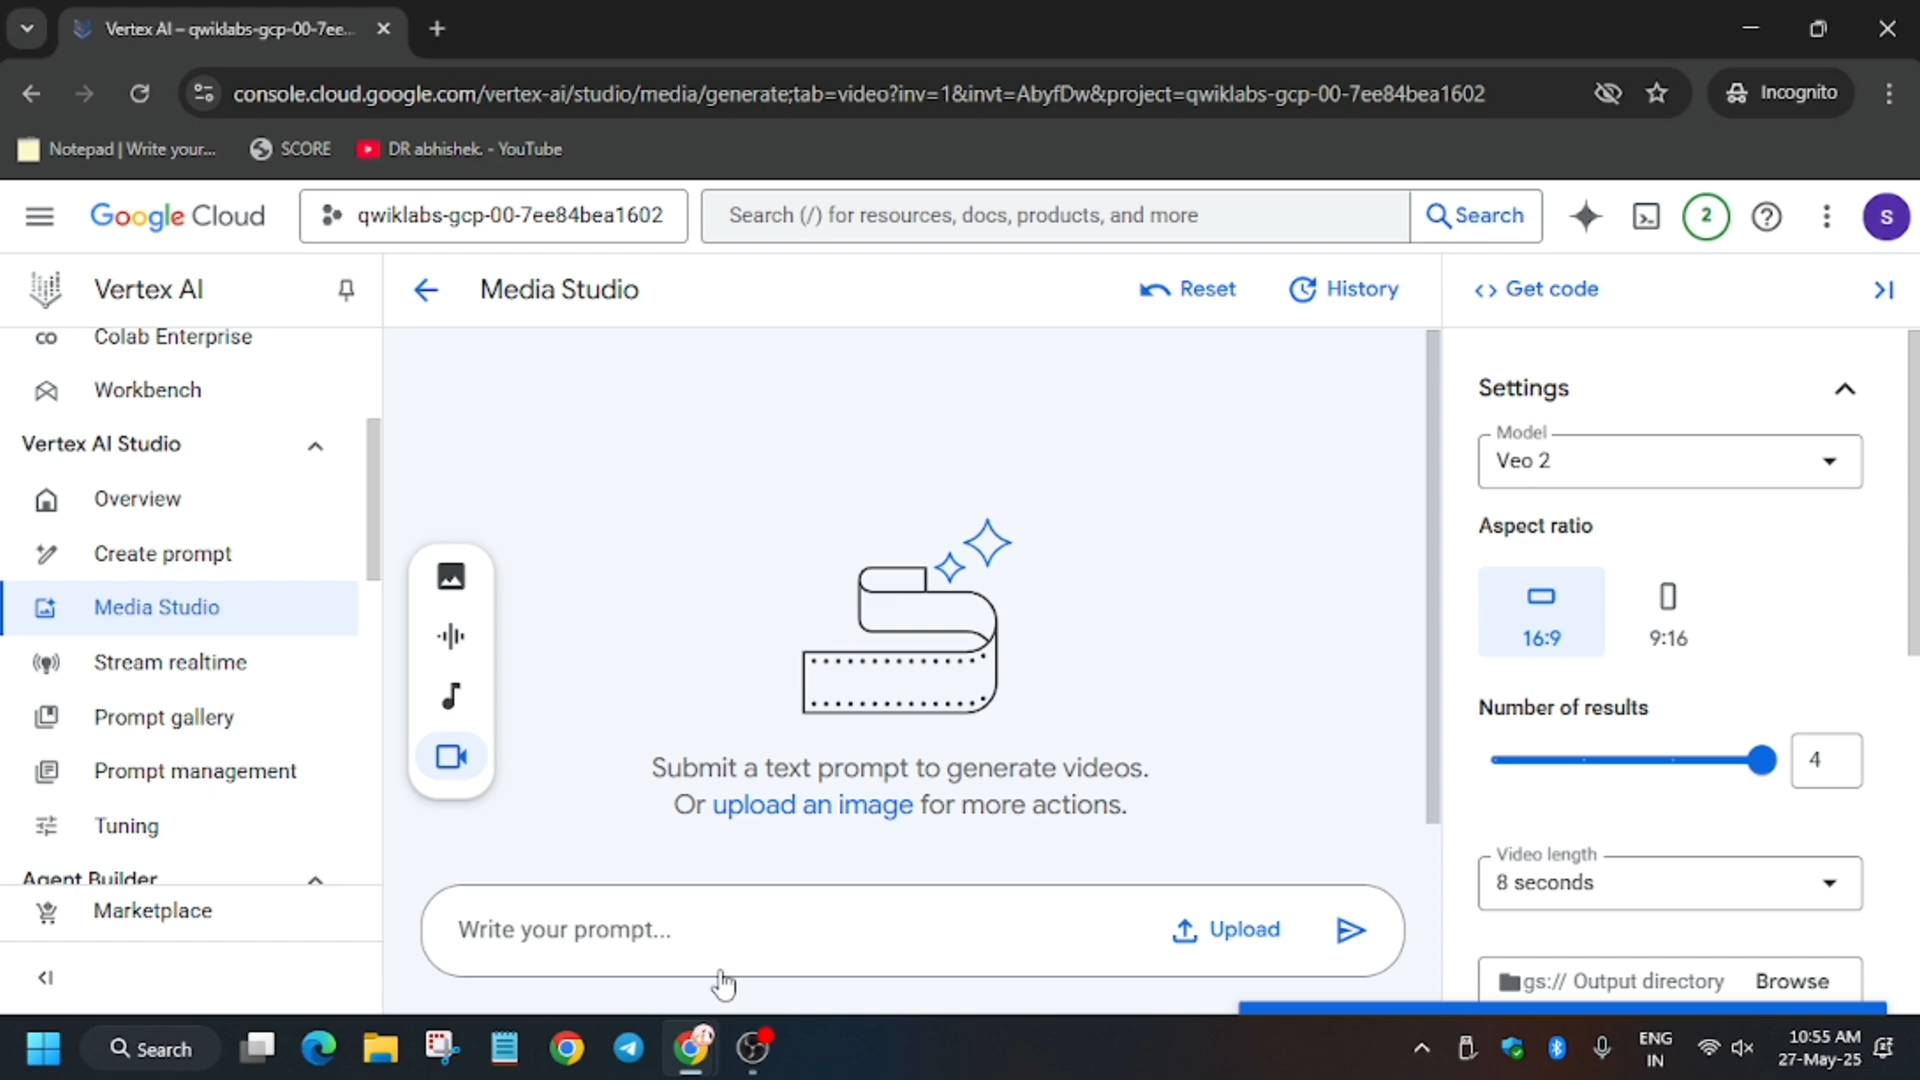 Vertex AI – qwiklabs-gcp-00-7ee...
console.cloud.google.com/vertex-ai/studio/media/generate;tab=video?inv=1&invt=AbyfDw&project=qwiklabs-gcp-00-7ee84bea1602
Incognito
Notepad | Write your...
SCORE
DR abhishek. - YouTube
Google Cloud
qwiklabs-gcp-00-7ee84bea1602
Search (/) for resources, docs, products, and more
Search
2
S
Vertex AI
Media Studio
Reset
History
<> Get code
Colab Enterprise
Workbench
Vertex AI Studio
Overview
Create prompt
Media Studio
Stream realtime
Prompt gallery
Prompt management
Tuning
Agent Builder
Marketplace
Submit a text prompt to generate videos.
Or upload an image for more actions.
Write your prompt...
Upload
Settings
Model
Veo 2
Aspect ratio
16:9
9:16
Number of results
4
Video length
8 seconds
gs:// Output directory
Browse
Search
ENG
IN
10:55 AM
27-May-25